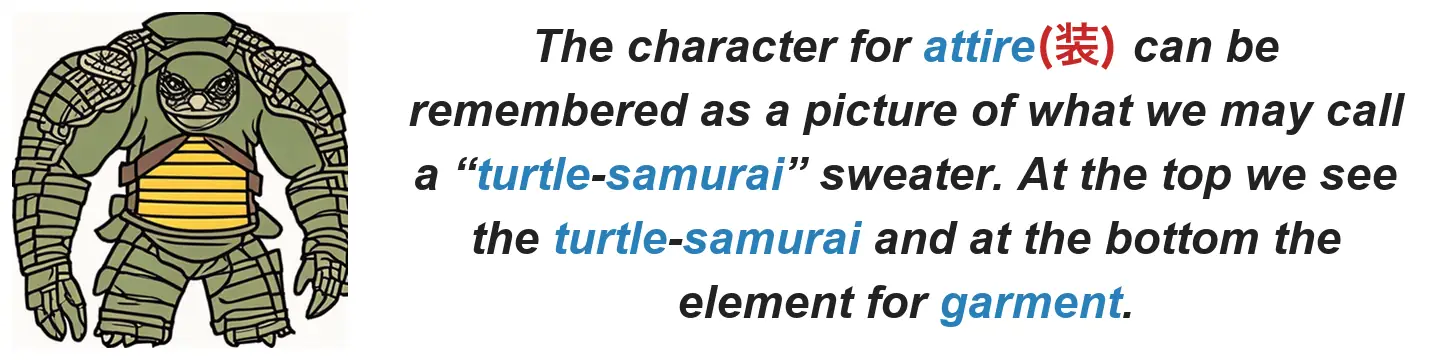 The character for attire(装) can be
remembered as a picture of what we may call
a “turtle-samurai” sweater. At the top we see
the turtle-samurai and at the bottom the
element for garment.